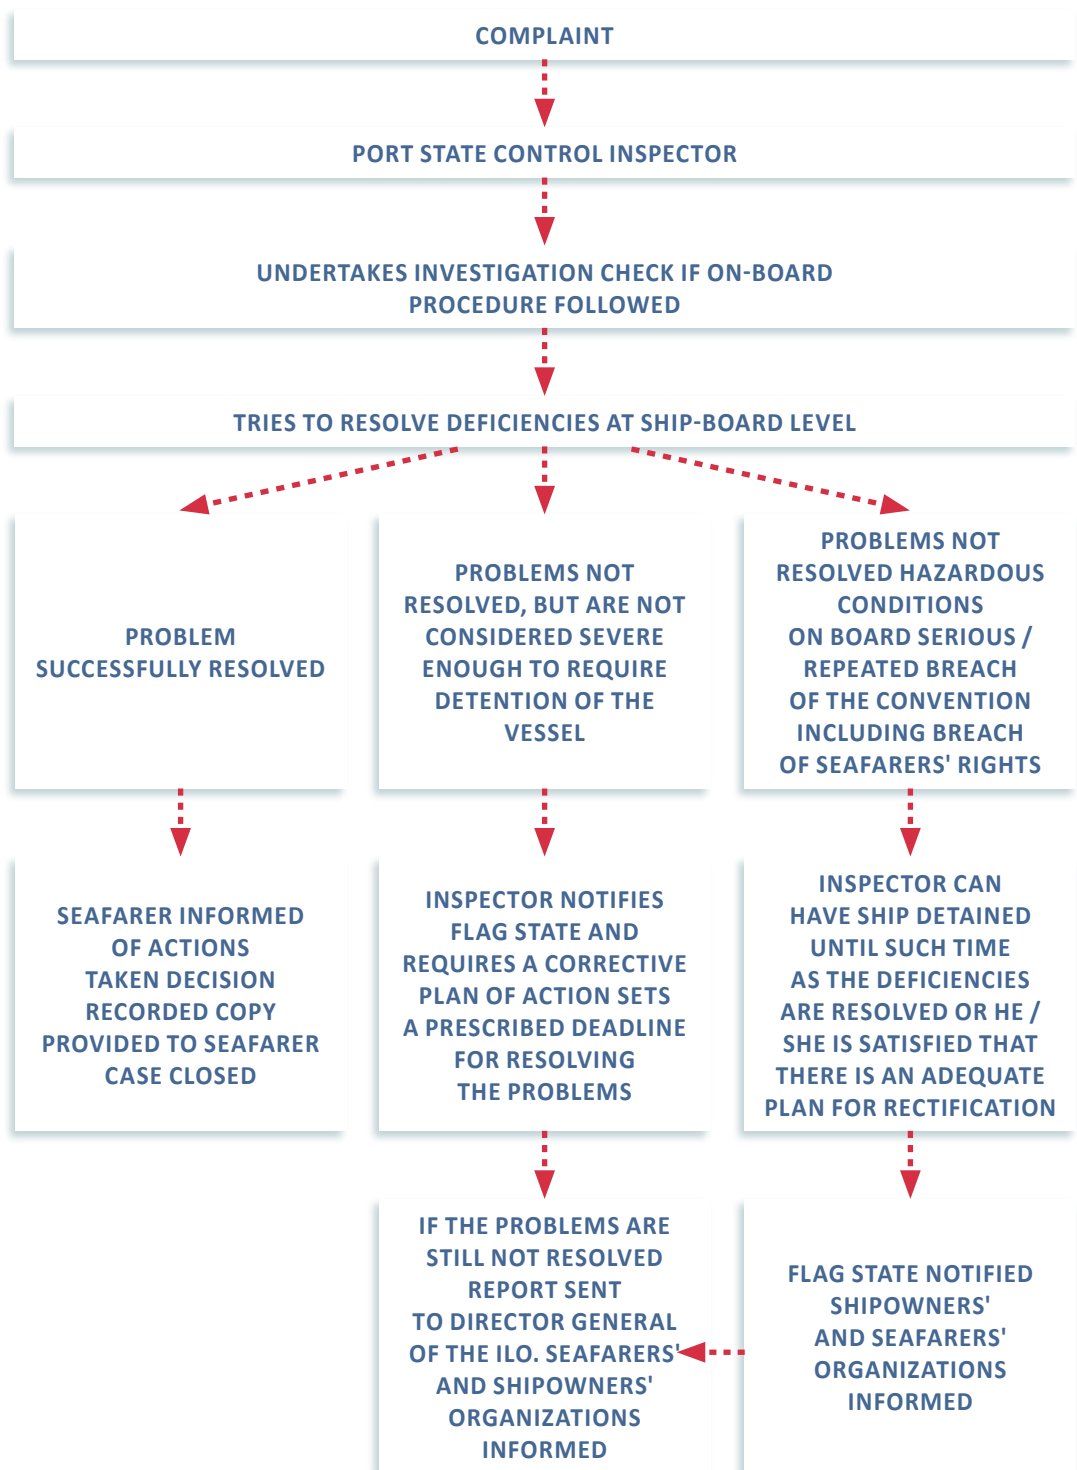 COMPLAINT
PORT STATE CONTROL INSPECTOR
UNDERTAKES INVESTIGATION CHECK IF ON-BOARD
PROCEDURE FOLLOWED
TRIES TO RESOLVE DEFICIENCIES AT SHIP-BOARD LEVEL
PROBLEM
SUCCESSFULLY RESOLVED
PROBLEMS NOT
RESOLVED, BUT ARE NOT
CONSIDERED SEVERE
ENOUGH TO REQUIRE
DETENTION OF THE
VESSEL
PROBLEMS NOT
RESOLVED HAZARDOUS
CONDITIONS
ON BOARD SERIOUS /
REPEATED BREACH
OF THE CONVENTION
INCLUDING BREACH
OF SEAFARERS' RIGHTS
SEAFARER INFORMED
OF ACTIONS
TAKEN DECISION
RECORDED COPY
PROVIDED TO SEAFARER
CASE CLOSED
INSPECTOR NOTIFIES
FLAG STATE AND
REQUIRES A CORRECTIVE
PLAN OF ACTION SETS
A PRESCRIBED DEADLINE
FOR RESOLVING
THE PROBLEMS
INSPECTOR CAN
HAVE SHIP DETAINED
UNTIL SUCH TIME
AS THE DEFICIENCIES
ARE RESOLVED OR HE /
SHE IS SATISFIED THAT
THERE IS AN ADEQUATE
PLAN FOR RECTIFICATION
IF THE PROBLEMS ARE
STILL NOT RESOLVED
REPORT SENT
TO DIRECTOR GENERAL
OF THE ILO. SEAFARERS'
AND SHIPOWNERS'
ORGANIZATIONS
INFORMED
FLAG STATE NOTIFIED
SHIPOWNERS'
AND SEAFARERS'
ORGANIZATIONS
INFORMED